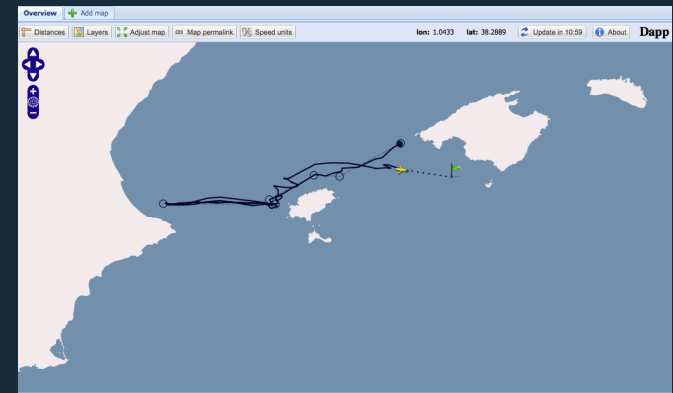 Overview Add map
Distances Layers Adjust map Map permalink Speed units lon: 1.0433 lat: 38.2889 Update in 10:59 About Dapp